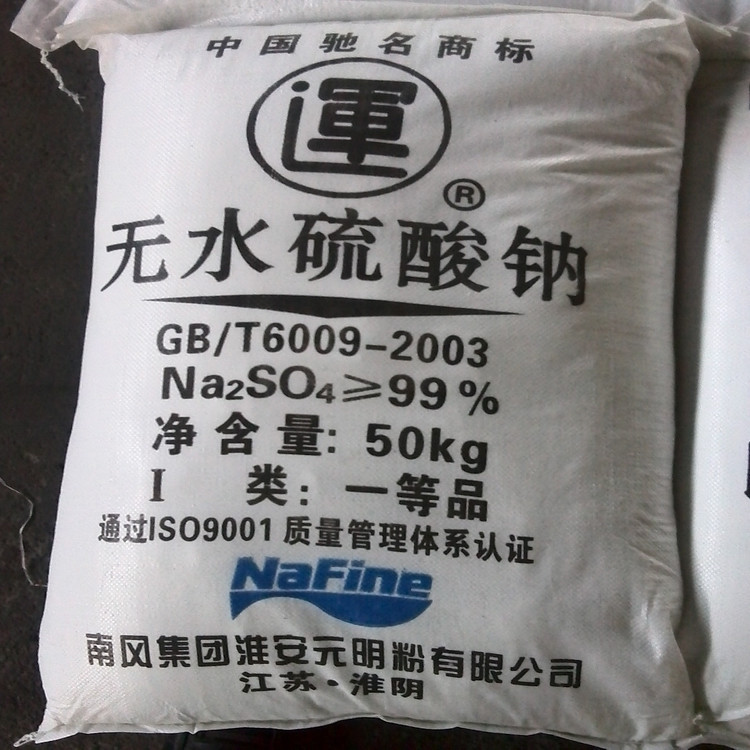 中国驰名商标
運
®
无水硫酸钠
GB/T6009-2003
Na₂SO₄≥99%
净含量: 50kg
I 类: 一等品
通过ISO9001质量管理体系认证
NaFine
南风集团淮安元明粉有限公司
江苏·淮阴